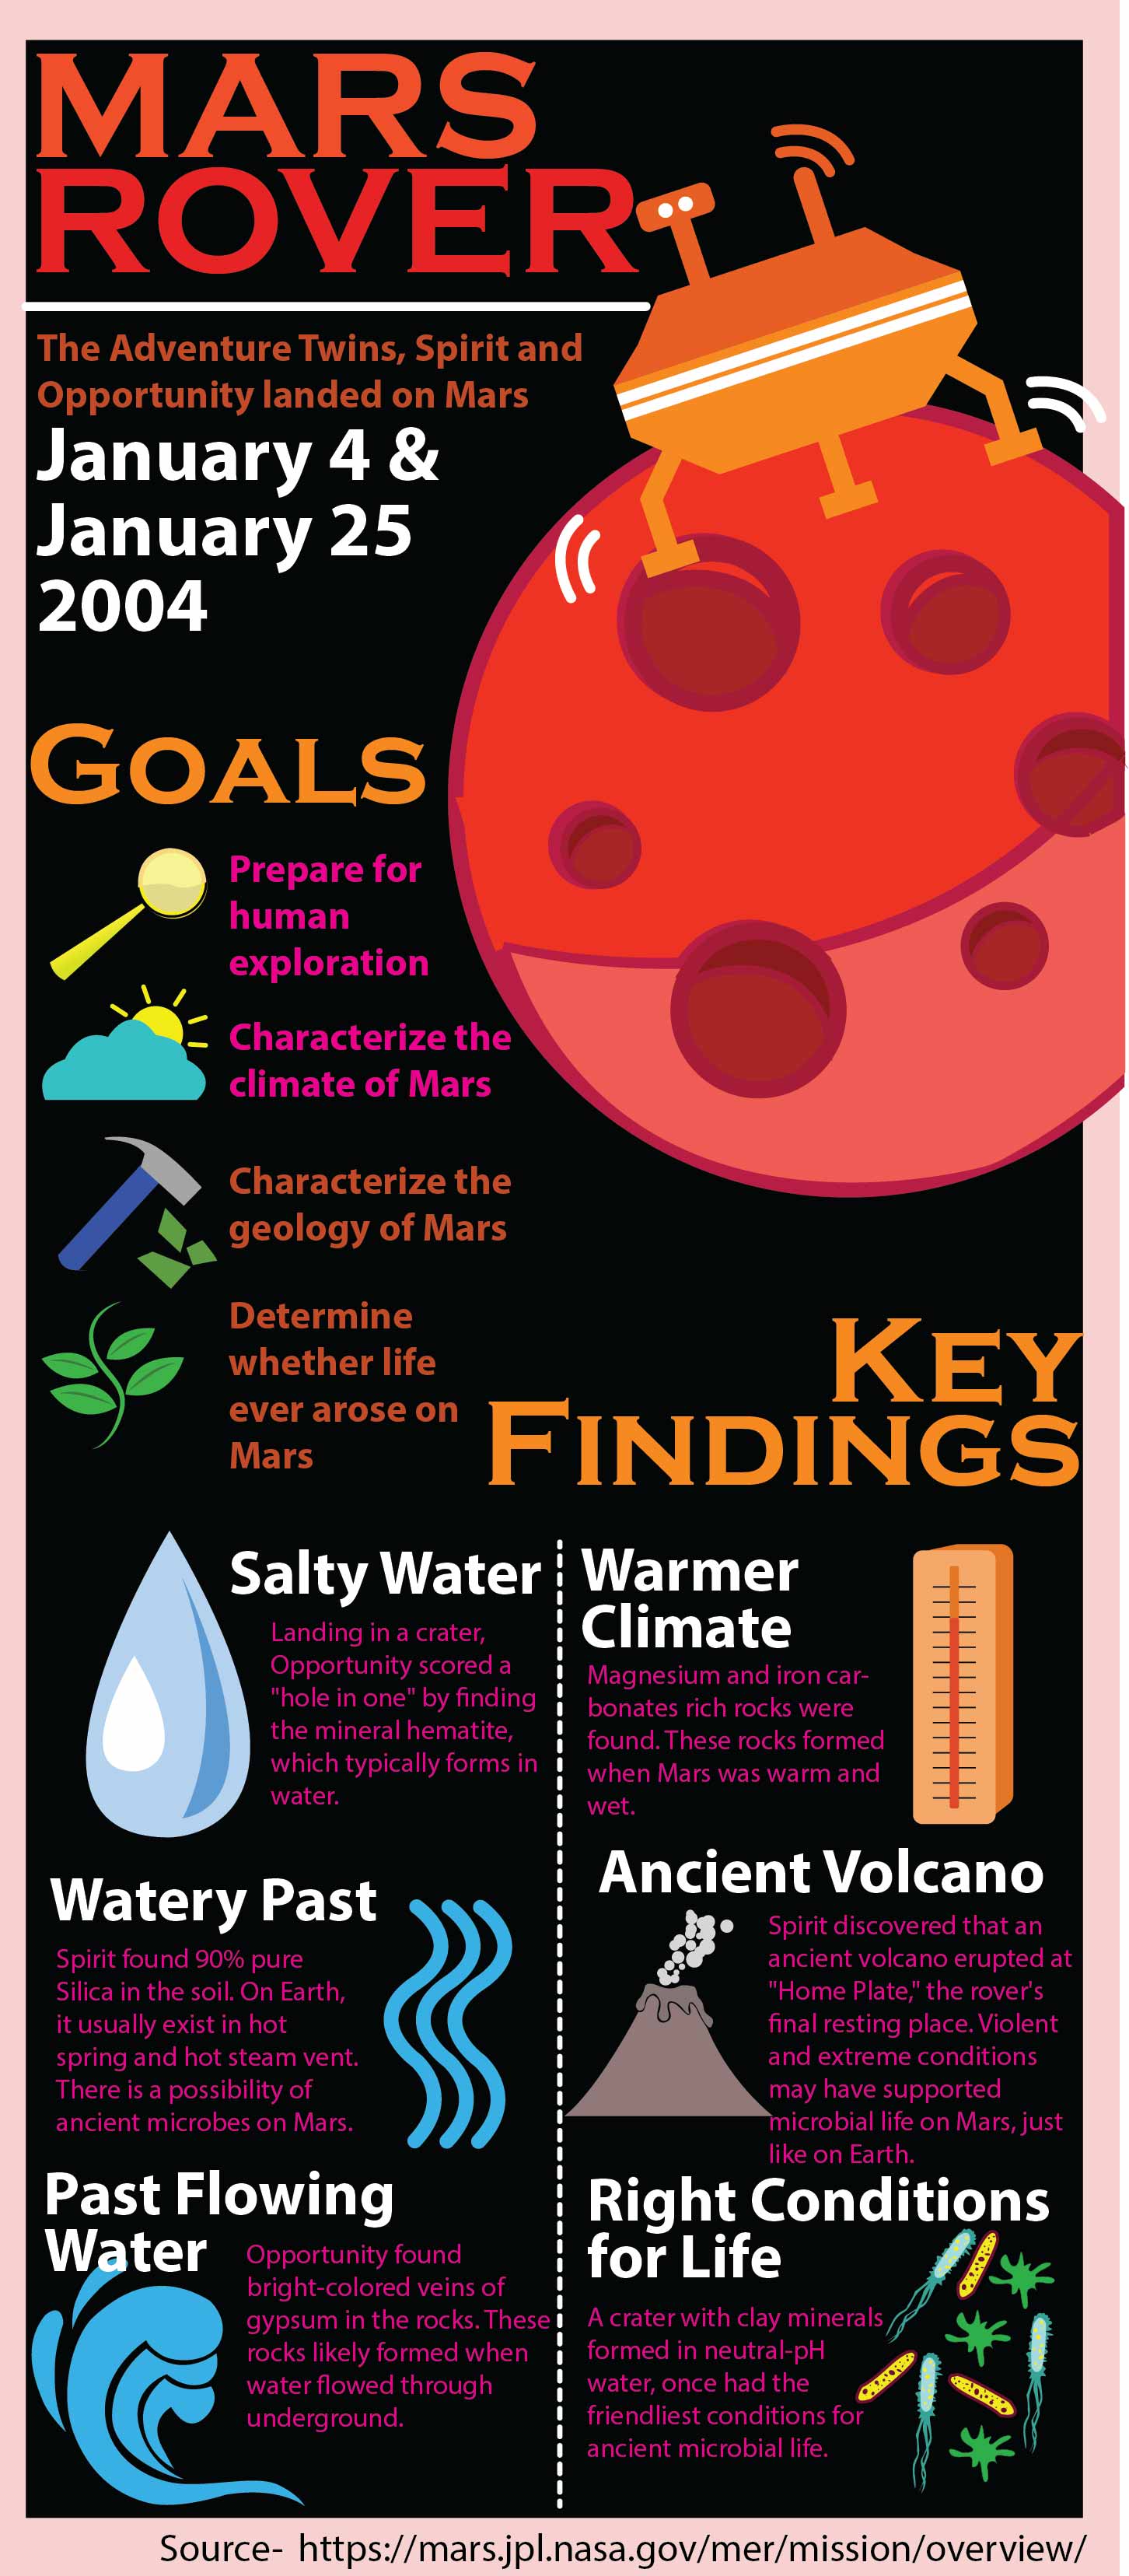 MARS
ROVER
The Adventure Twins, Spirit and
Opportunity landed on Mars
January 4 &
January 25
2004
GOALS
Prepare for
human
exploration
Characterize the
climate of Mars
Characterize the
geology of Mars
Determine
whether life
ever arose on
Mars
KEY
FINDINGS
Salty Water
Landing in a crater,
Opportunity scored a
"hole in one" by finding
the mineral hematite,
which typically forms in
water.
Warmer
Climate
Magnesium and iron car-
bonates rich rocks were
found. These rocks formed
when Mars was warm and
wet.
Watery Past
Spirit found 90% pure
Silica in the soil. On Earth,
it usually exist in hot
spring and hot steam vent.
There is a possibility of
ancient microbes on Mars.
Ancient Volcano
Spirit discovered that an
ancient volcano erupted at
"Home Plate," the rover's
final resting place. Violent
and extreme conditions
may have supported
microbial life on Mars, just
like on Earth.
Past Flowing
Water
Opportunity found
bright-colored veins of
gypsum in the rocks. These
rocks likely formed when
water flowed through
underground.
Right Conditions
for Life
A crater with clay minerals
formed in neutral-pH
water, once had the
friendliest conditions for
ancient microbial life.
Source- https://mars.jpl.nasa.gov/mer/mission/overview/